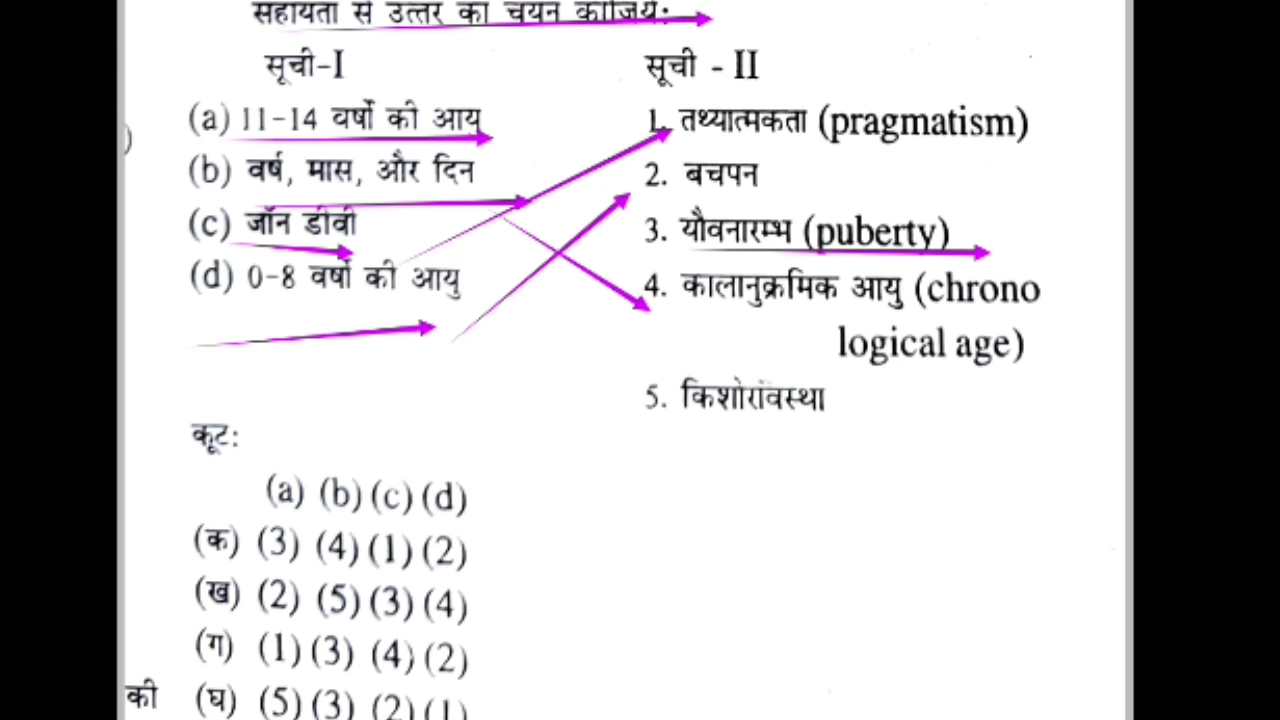 सहायता से उत्तर का चयन कीजिये:
सूची-I
सूची - II
(a) 11-14 वर्षों की आयु
1. तथ्यात्मकता (pragmatism)
)
(b) वर्ष, मास, और दिन
2. बचपन
(c) जॉन डीवी
3. यौवनारम्भ (puberty)
(d) 0-8 वर्षों की आयु
4. कालानुक्रमिक आयु (chrono
logical age)
5. किशोरांवस्था
कूटः
(a) (b) (c) (d)
(क) (3) (4) (1) (2)
(ख) (2) (5) (3) (4)
(ग) (1) (3) (4) (2)
की
(घ) (5) (3) (2) (1)